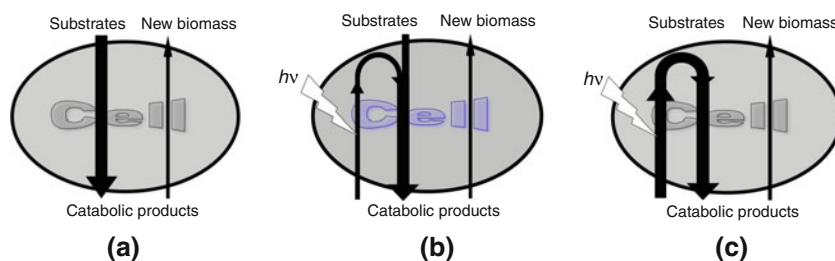 Substrates New biomass
Cell
Catabolic products
(a)
Substrates New biomass
hν
Cell
Catabolic products
(b)
Substrates New biomass
hν
Cell
Catabolic products
(c)